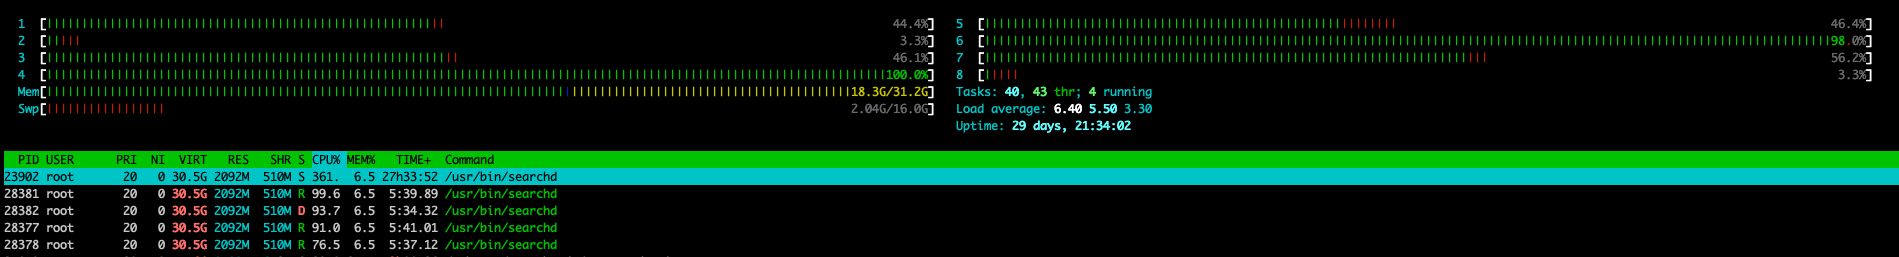 1 [ 44.4%] 5 [ 46.4%]
2 [ 3.3%] 6 [ 98.0%]
3 [ 46.1%] 7 [ 56.2%]
4 [ 100.0%] 8 [ 3.3%]
Mem[ 18.3G/31.2G] Tasks: 40, 43 thr; 4 running
Swp[ 2.04G/16.0G] Load average: 6.40 5.50 3.30
Uptime: 29 days, 21:34:02
PID USER PRI NI VIRT RES SHR S CPU% MEM% TIME+ Command
23902 root 20 0 30.5G 2092M 510M S 361. 6.5 27h33:52 /usr/bin/searchd
28381 root 20 0 30.5G 2092M 510M R 99.6 6.5 5:39.89 /usr/bin/searchd
28382 root 20 0 30.5G 2092M 510M D 93.7 6.5 5:34.32 /usr/bin/searchd
28377 root 20 0 30.5G 2092M 510M R 91.0 6.5 5:41.01 /usr/bin/searchd
28378 root 20 0 30.5G 2092M 510M R 76.5 6.5 5:37.12 /usr/bin/searchd